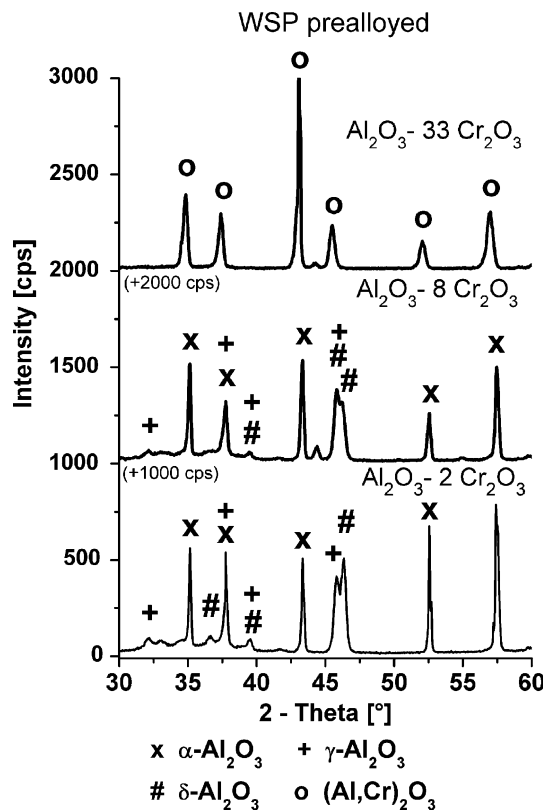 WSP prealloyed
3000
o
Al₂O₃- 33 Cr₂O₃
2500
o o o o o
2000
(+2000 cps)
Al₂O₃- 8 Cr₂O₃
Intensity [cps]
1500
+ x + x x + # # x x
+ + #
1000
(+1000 cps)
Al₂O₃- 2 Cr₂O₃
x + x # x
500
x + #
+ # + #
0
30 35 40 45 50 55 60
2 - Theta [°]
x α-Al₂O₃ + γ-Al₂O₃
# δ-Al₂O₃ o (Al,Cr)₂O₃